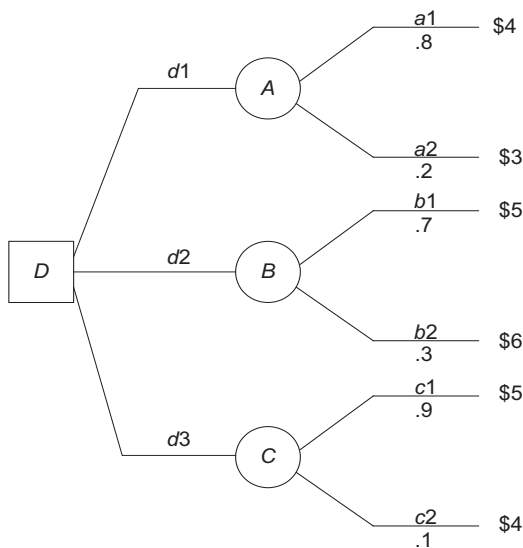 a1 $4
.8
d1
A
a2 $3
.2
b1 $5
.7
D
d2
B
b2 $6
.3
c1 $5
.9
d3
C
c2 $4
.1